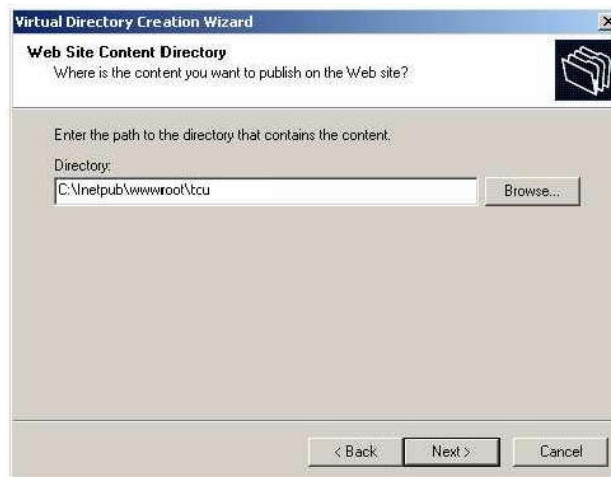 Virtual Directory Creation Wizard
Web Site Content Directory
Where is the content you want to publish on the Web site?
Enter the path to the directory that contains the content.
Directory:
C:\Inetpub\wwwroot\tcu
Browse...
< Back
Next >
Cancel